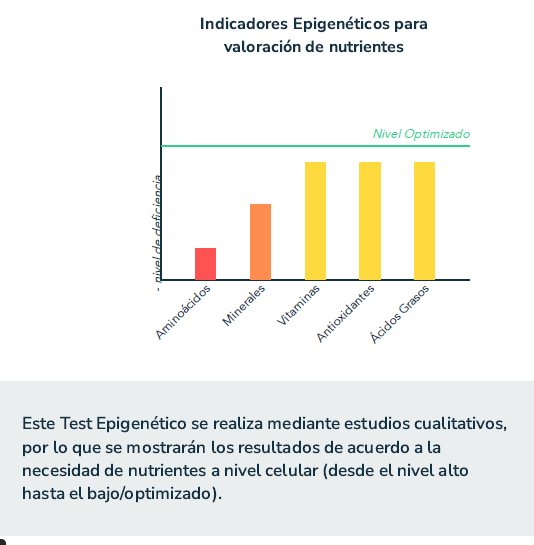 Indicadores Epigenéticos para
valoración de nutrientes
Nivel Optimizado
- nivel de deficiencia
Aminoácidos
Minerales
Vitaminas
Antioxidantes
Ácidos Grasos
Este Test Epigenético se realiza mediante estudios cualitativos,
por lo que se mostrarán los resultados de acuerdo a la
necesidad de nutrientes a nivel celular (desde el nivel alto
hasta el bajo/optimizado).